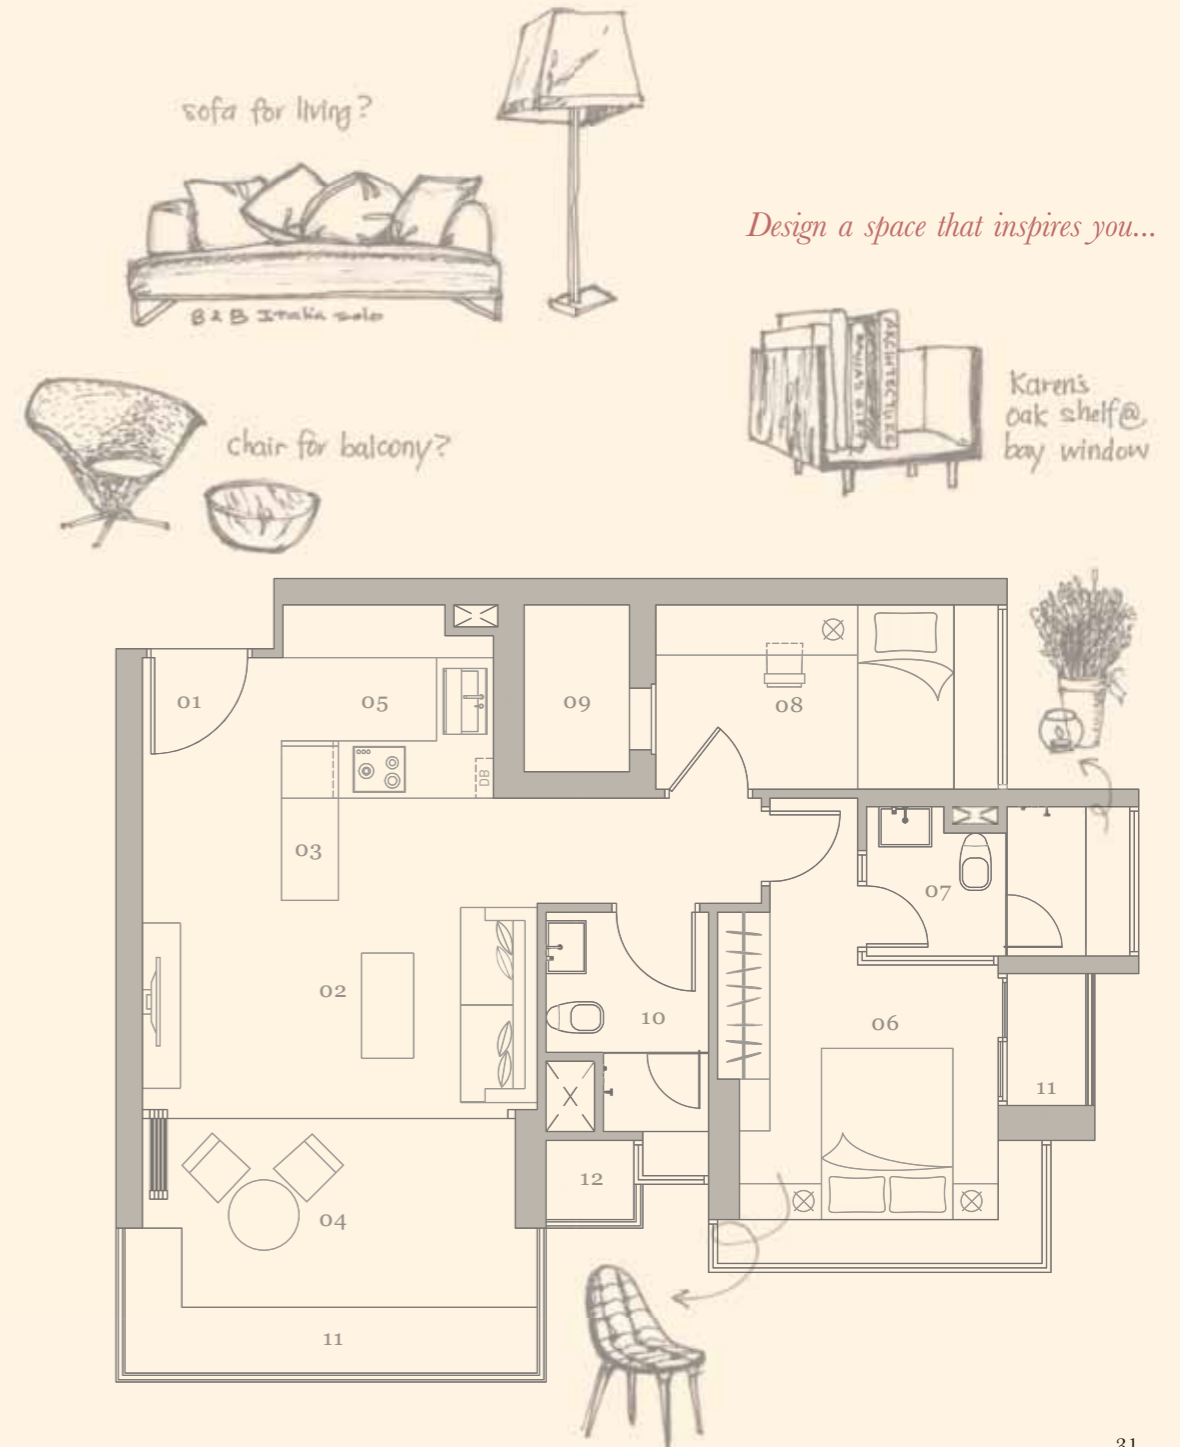 sofa for living?
Design a space that inspires you...
B & B Italia solo
ARCHITECTURE
Karen's
oak shelf@
bay window
chair for balcony?
01
05
09
08
DB
03
07
02
10
06
X
11
12
04
11
31